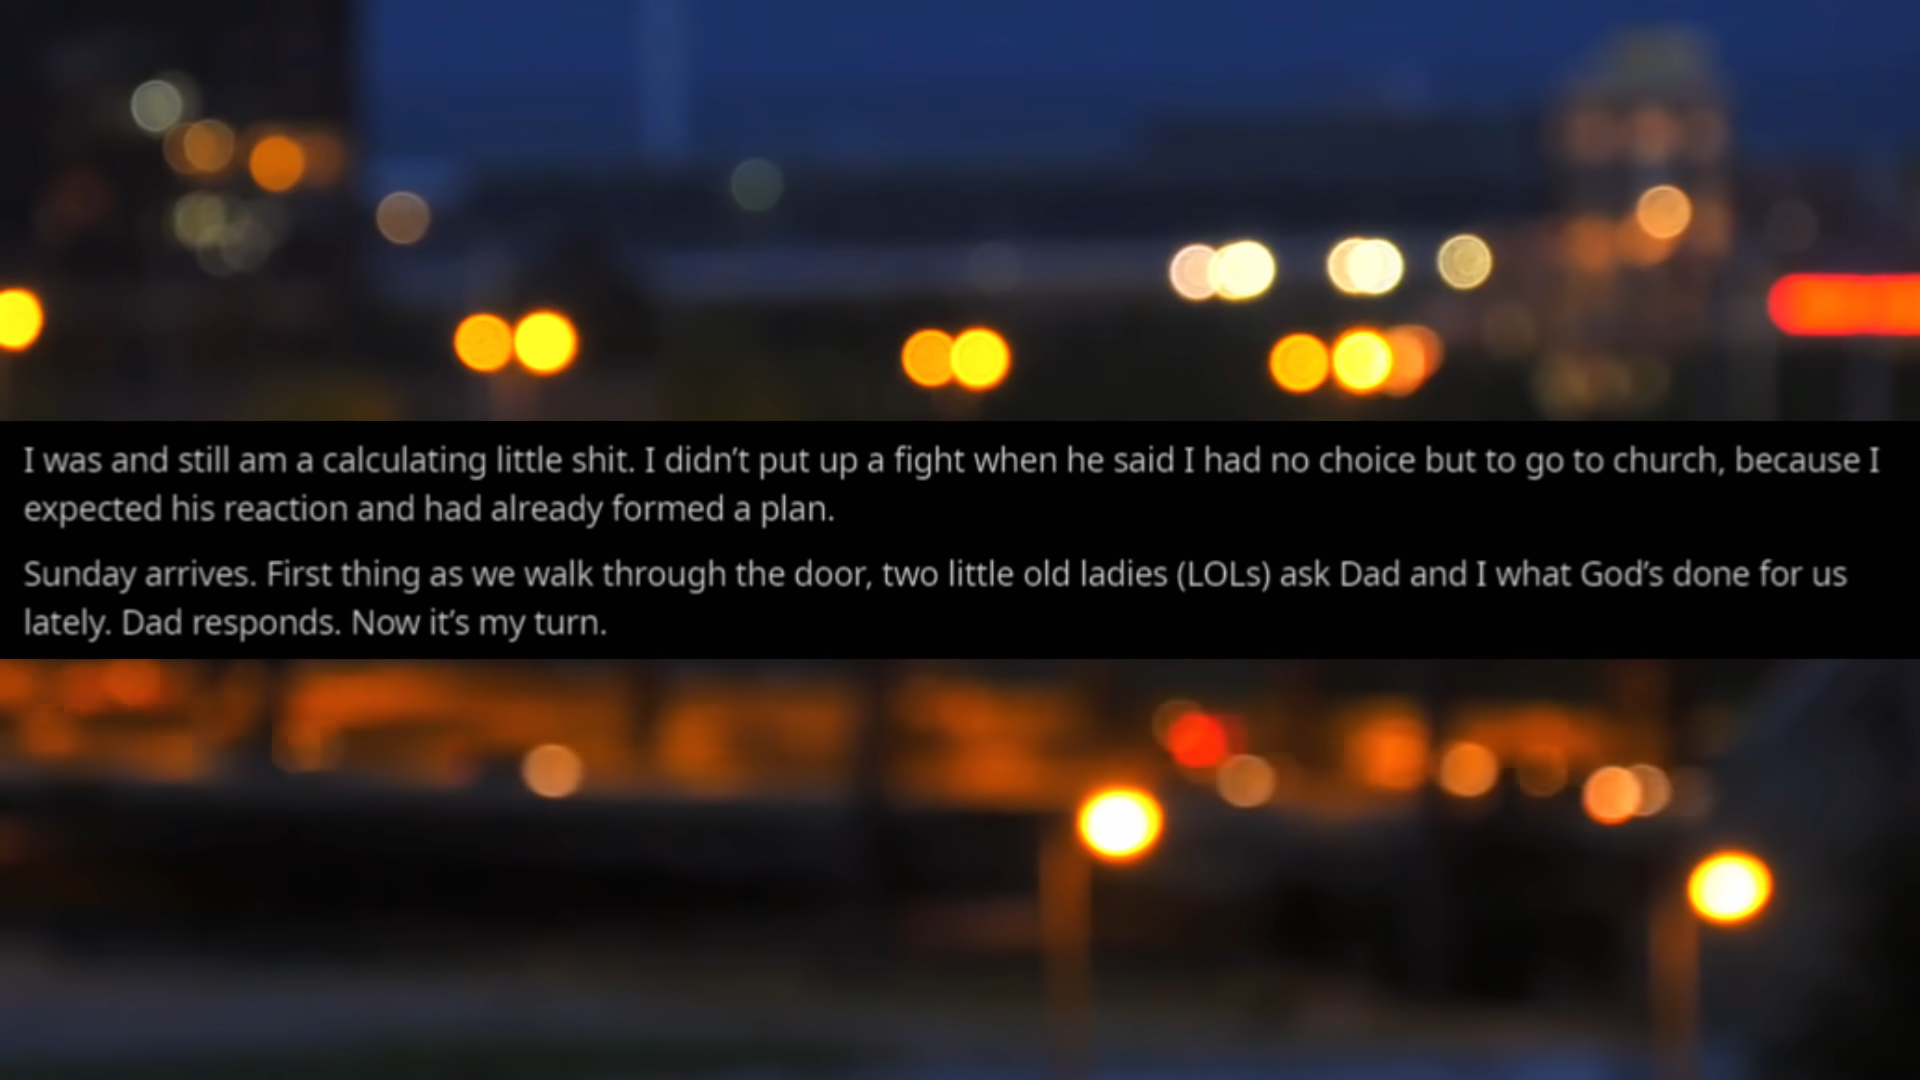 I was and still am a calculating little shit. I didn’t put up a fight when he said I had no choice but to go to church, because I
expected his reaction and had already formed a plan.
Sunday arrives. First thing as we walk through the door, two little old ladies (LOLs) ask Dad and I what God’s done for us
lately. Dad responds. Now it’s my turn.